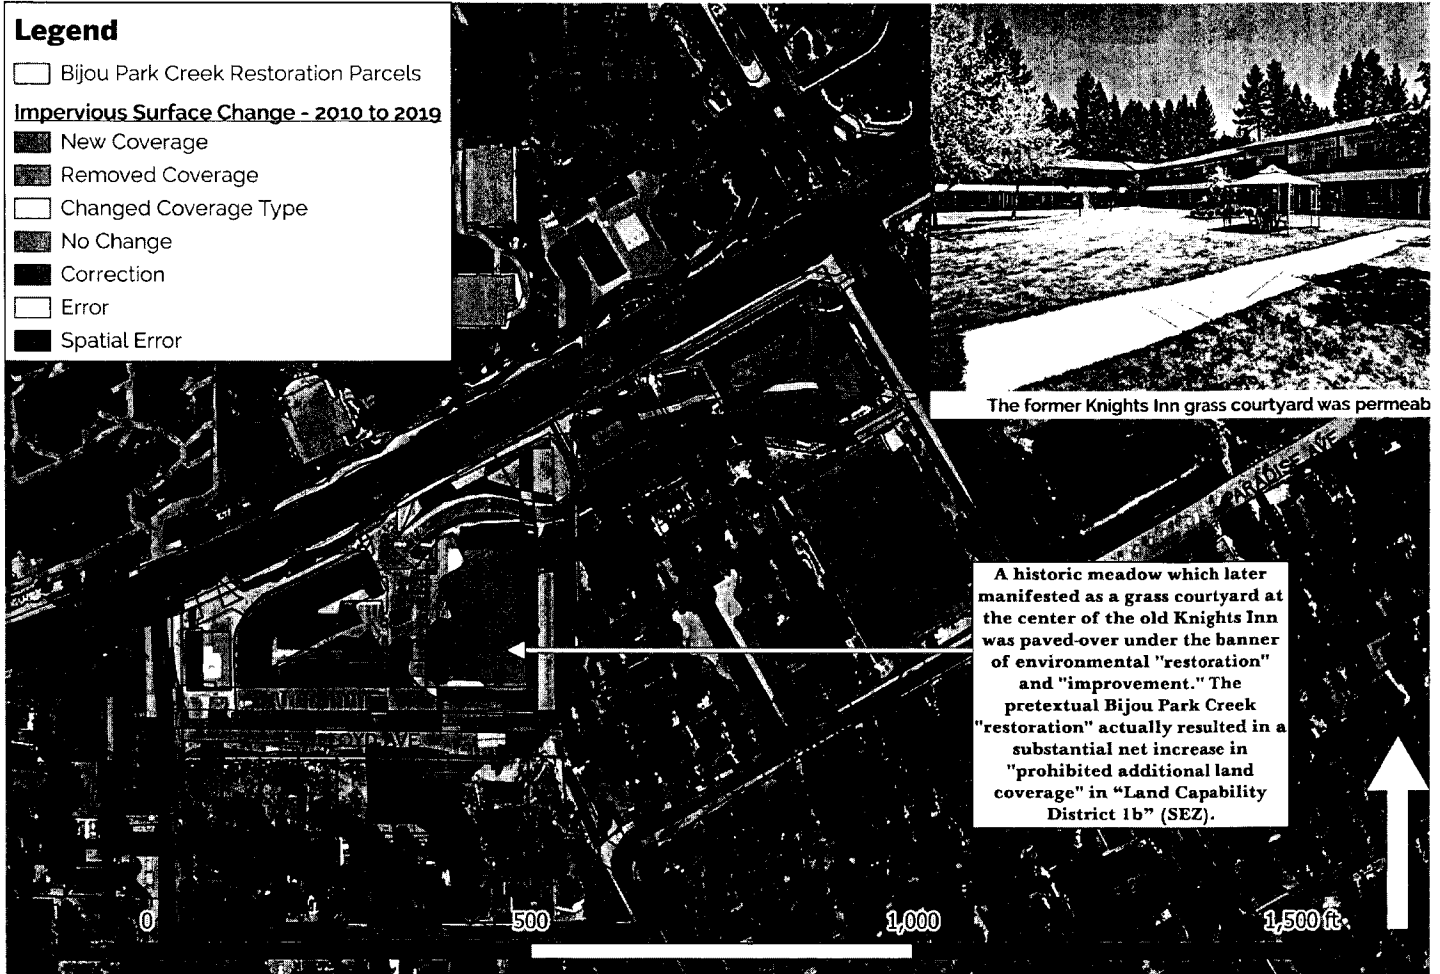 Legend
Bijou Park Creek Restoration Parcels
Impervious Surface Change - 2010 to 2019
New Coverage
Removed Coverage
Changed Coverage Type
No Change
Correction
Error
Spatial Error
The former Knights Inn grass courtyard was permeab
ARADISE AVE
A historic meadow which later
manifested as a grass courtyard at
the center of the old Knights Inn
was paved-over under the banner
of environmental "restoration"
and "improvement." The
pretextual Bijou Park Creek
"restoration" actually resulted in a
substantial net increase in
"prohibited additional land
coverage" in “Land Capability
District 1b” (SEZ).
OYD AVE
0 500 1,000 1,500 ft